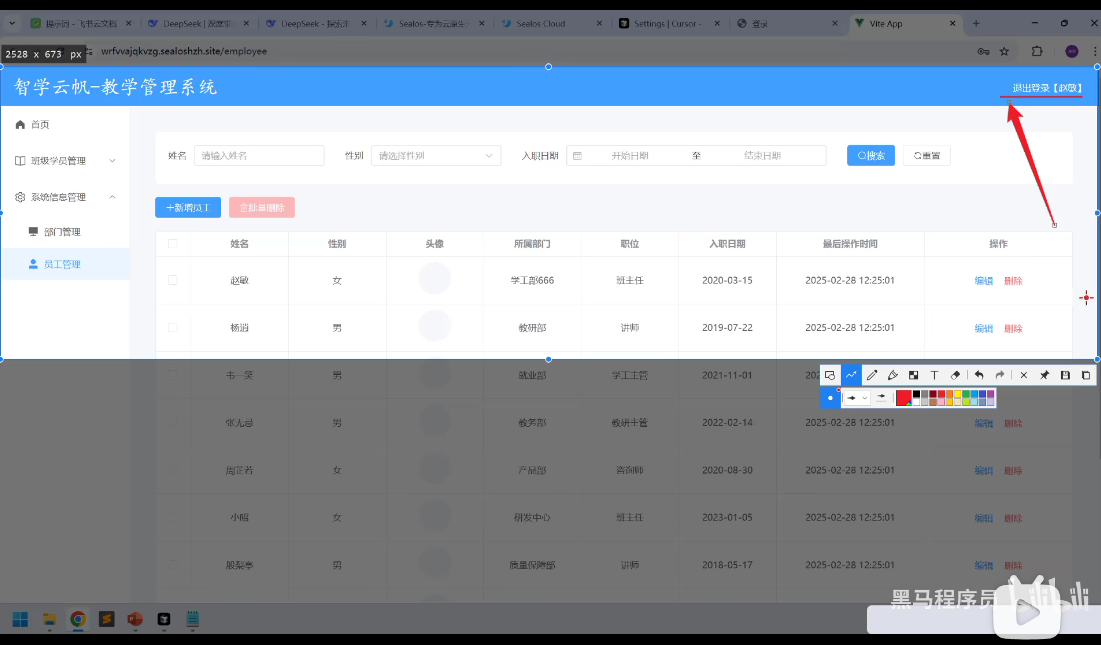 提示词 - 飞书云文档
DeepSeek | 深度求
DeepSeek - 探索未
Sealos-专为云原生
Sealos Cloud
Settings | Cursor -
登录
Vite App
2528 x 673 px
wrfvvajqkvzg.sealoshzh.site/employee
智学云帆-教学管理系统
退出登录【赵敏】
首页
班级学员管理
系统信息管理
部门管理
员工管理
姓名 请输入姓名 性别 请选择性别 入职日期 开始日期 至 结束日期 搜索 重置
+新增员工 批量删除
姓名 性别 头像 所属部门 职位 入职日期 最后操作时间 操作
赵敏 女 学工部666 班主任 2020-03-15 2025-02-28 12:25:01 编辑 删除
杨逍 男 教研部 讲师 2019-07-22 2025-02-28 12:25:01 编辑 删除
韦一笑 男 就业部 学工主管 2021-11-01 202
张无忌 男 教务部 教研主管 2022-02-14 2025-02-28 12:25:01 编辑 删除
周芷若 女 产品部 咨询师 2020-08-30 2025-02-28 12:25:01 编辑 删除
小昭 女 研发中心 班主任 2023-01-05 2025-02-28 12:25:01 编辑 删除
殷梨亭 男 质量保障部 讲师 2018-05-17 2025-02-28 12:25:01 编辑 删除
黑马程序员